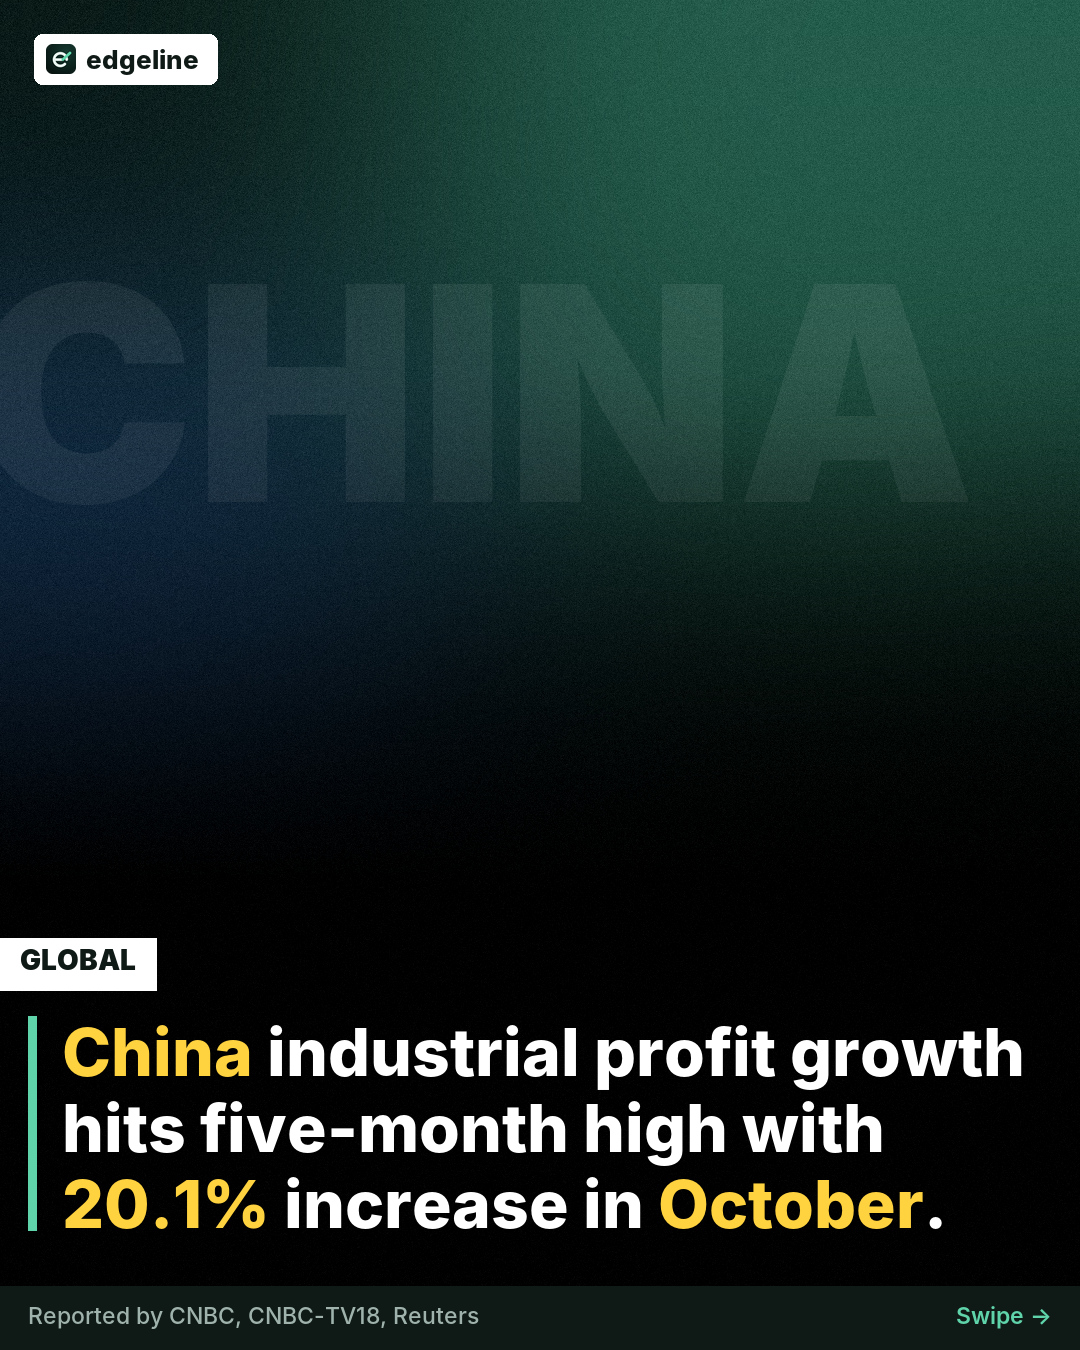 edgeline
CHINA
GLOBAL
China industrial profit growth
hits five-month high with
20.1% increase in October.
Reported by CNBC, CNBC-TV18, Reuters
Swipe →